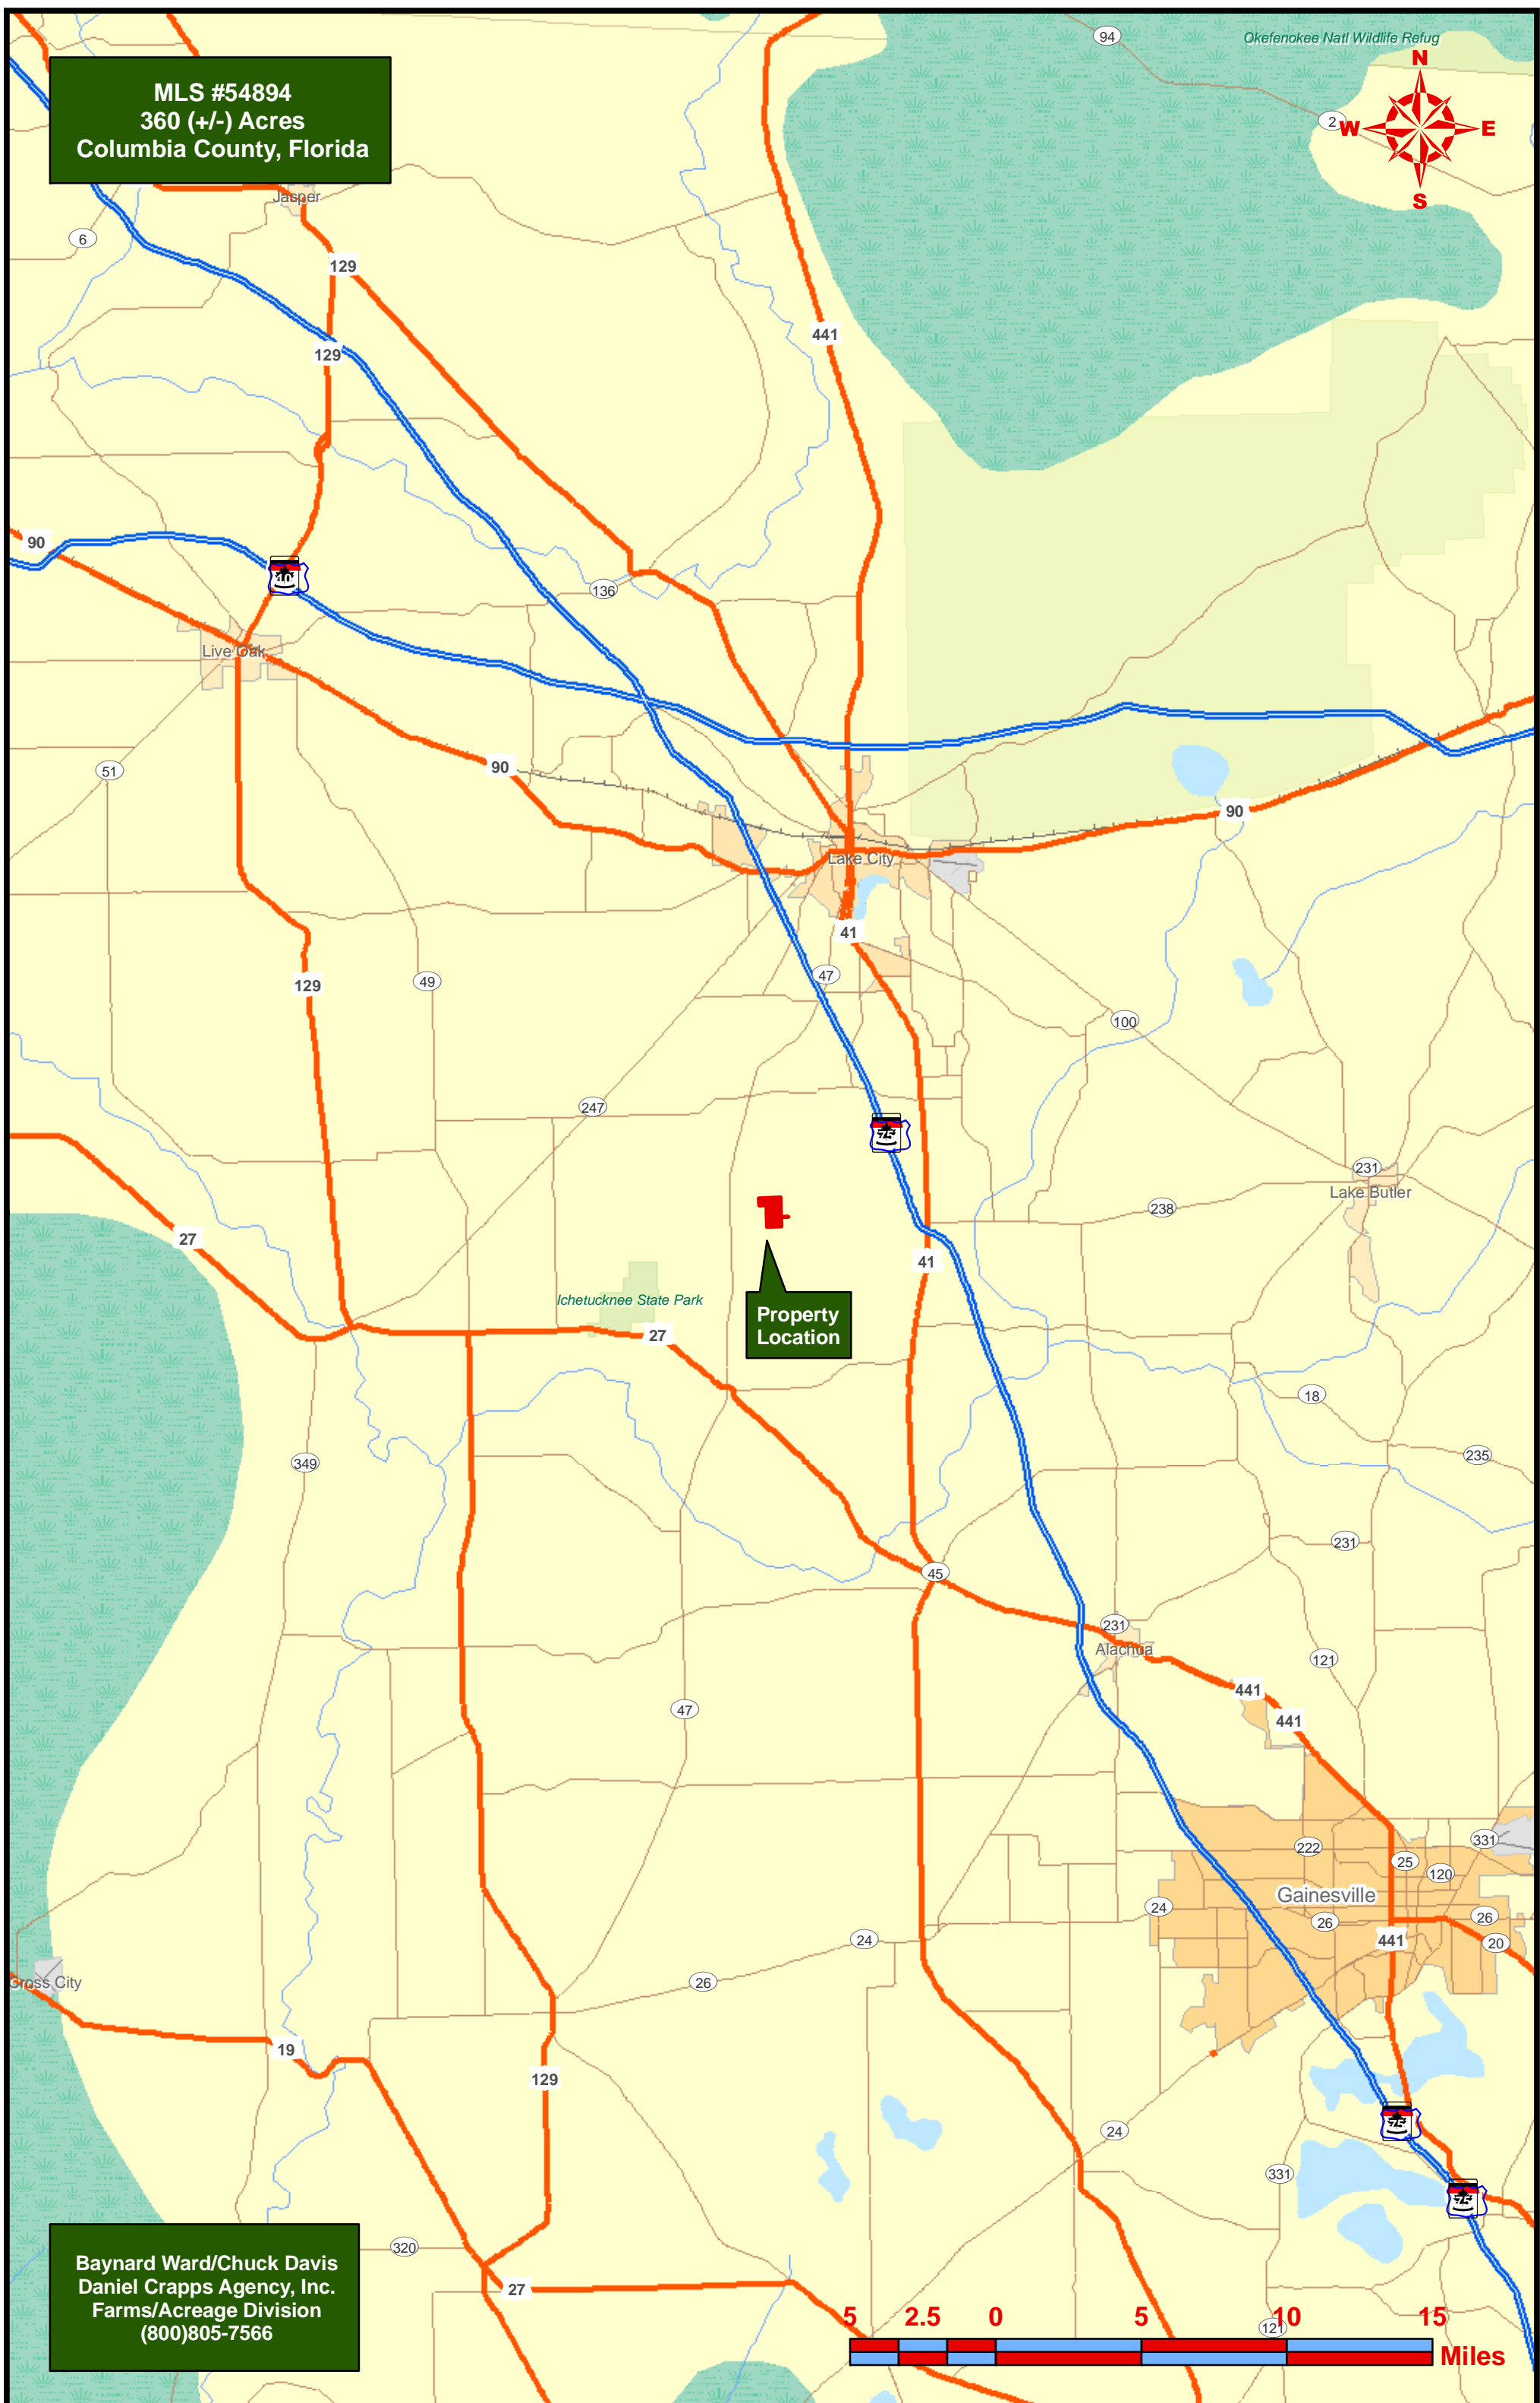 94
Okefenokee Natl Wildlife Refug
N
MLS #54894
360 (+/-) Acres
Columbia County, Florida
2
W
E
S
Jasper
6
129
441
129
90
136
Live Oak
51
90
90
Lake City
41
47
129
49
100
247
231
Lake Butler
238
27
41
Ichetucknee State Park
Property
Location
27
18
349
235
231
45
231
Alachua
121
441
47
441
222
331
25
120
Gainesville
24
26
26
24
441
20
Cross City
26
19
129
24
331
320
Baynard Ward/Chuck Davis
Daniel Crapps Agency, Inc.
Farms/Acreage Division
(800)805-7566
27
5 2.5 0 5 10 15
121
Miles